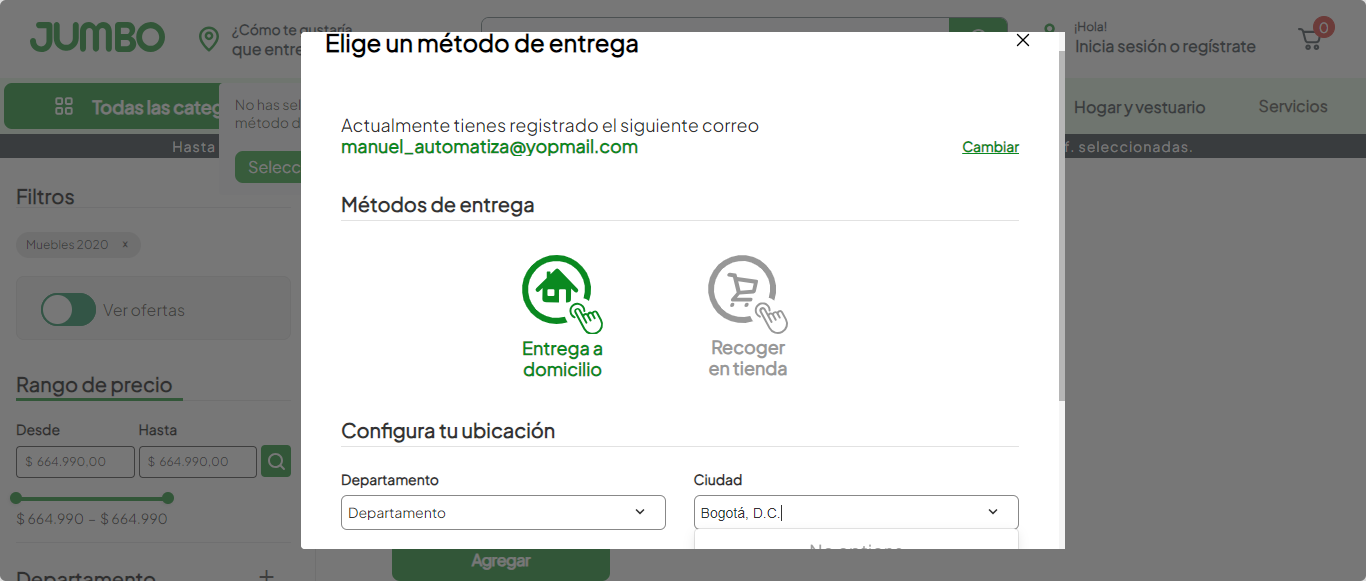 JUMBO
¿Cómo te gustaría
que entre
¡Hola!
Inicia sesión o regístrate
0
Todas las categ
No has sel
método d
Selecc
Hogar y vestuario
Servicios
Hasta
f. seleccionadas.
Elige un método de entrega
Actualmente tienes registrado el siguiente correo
manuel_automatiza@yopmail.com
Cambiar
Métodos de entrega
Entrega a
domicilio
Recoger
en tienda
Configura tu ubicación
Departamento
Ciudad
Departamento
Bogotá, D.C.
No options
Filtros
Muebles 2020 x
Ver ofertas
Rango de precio
Desde
Hasta
$ 664.990,00
$ 664.990,00
$ 664.990 – $ 664.990
Departamento +
Agregar